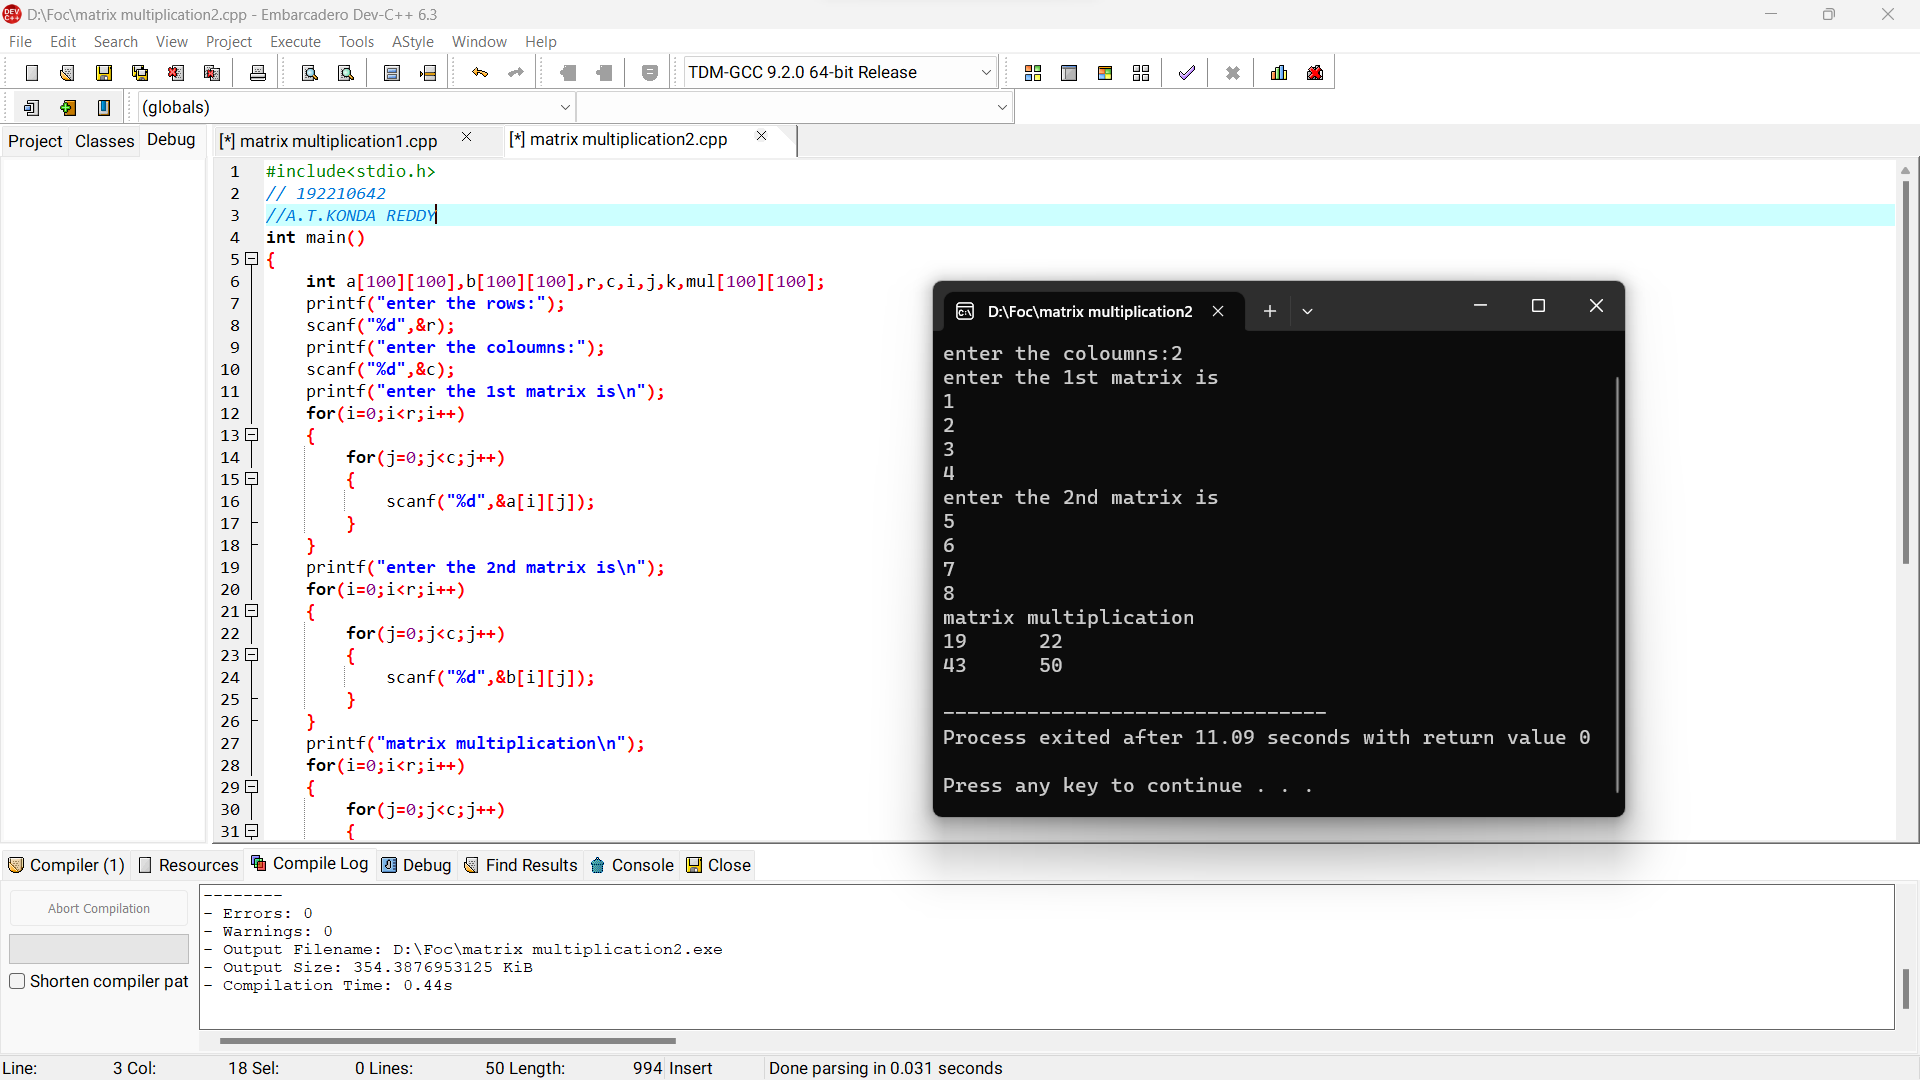 D:\Foc\matrix multiplication2.cpp - Embarcadero Dev-C++ 6.3
File Edit Search View Project Execute Tools AStyle Window Help
TDM-GCC 9.2.0 64-bit Release
(globals)
Project Classes Debug [*] matrix multiplication1.cpp [*] matrix multiplication2.cpp
1 #include<stdio.h>
2 // 192210642
3 //A.T.KONDA REDDY
4 int main()
5 {
6 int a[100][100],b[100][100],r,c,i,j,k,mul[100][100];
7 printf("enter the rows:");
8 scanf("%d",&r);
9 printf("enter the coloumns:");
10 scanf("%d",&c);
11 printf("enter the 1st matrix is\n");
12 for(i=0;i<r;i++)
13 {
14 for(j=0;j<c;j++)
15 {
16 scanf("%d",&a[i][j]);
17 }
18 }
19 printf("enter the 2nd matrix is\n");
20 for(i=0;i<r;i++)
21 {
22 for(j=0;j<c;j++)
23 {
24 scanf("%d",&b[i][j]);
25 }
26 }
27 printf("matrix multiplication\n");
28 for(i=0;i<r;i++)
29 {
30 for(j=0;j<c;j++)
31 {
D:\Foc\matrix multiplication2
enter the coloumns:2
enter the 1st matrix is
1
2
3
4
enter the 2nd matrix is
5
6
7
8
matrix multiplication
19 22
43 50
--------------------------------
Process exited after 11.09 seconds with return value 0
Press any key to continue . . .
Compiler (1) Resources Compile Log Debug Find Results Console Close
Abort Compilation
Shorten compiler pat
--------
- Errors: 0
- Warnings: 0
- Output Filename: D:\Foc\matrix multiplication2.exe
- Output Size: 354.3876953125 KiB
- Compilation Time: 0.44s
Line: 3 Col: 18 Sel: 0 Lines: 50 Length: 994 Insert Done parsing in 0.031 seconds